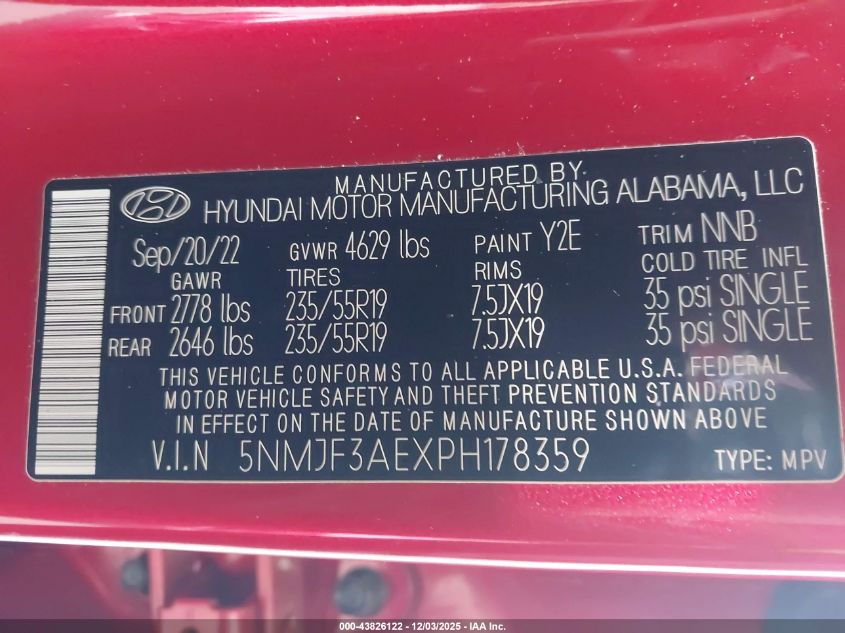 MANUFACTURED BY
HYUNDAI MOTOR MANUFACTURING ALABAMA, LLC
Sep/20/22 GVWR 4629 lbs PAINT Y2E TRIM NNB
GAWR TIRES RIMS COLD TIRE INFL
FRONT 2778 lbs 235/55R19 7.5JX19 35 psi SINGLE
REAR 2646 lbs 235/55R19 7.5JX19 35 psi SINGLE
THIS VEHICLE CONFORMS TO ALL APPLICABLE U.S.A. FEDERAL
MOTOR VEHICLE SAFETY AND THEFT PREVENTION STANDARDS
IN EFFECT ON THE DATE OF MANUFACTURE SHOWN ABOVE
V.I.N 5NMJF3AEXPH178359 TYPE: MPV
000-43826122 - 12/03/2025 - IAA Inc.